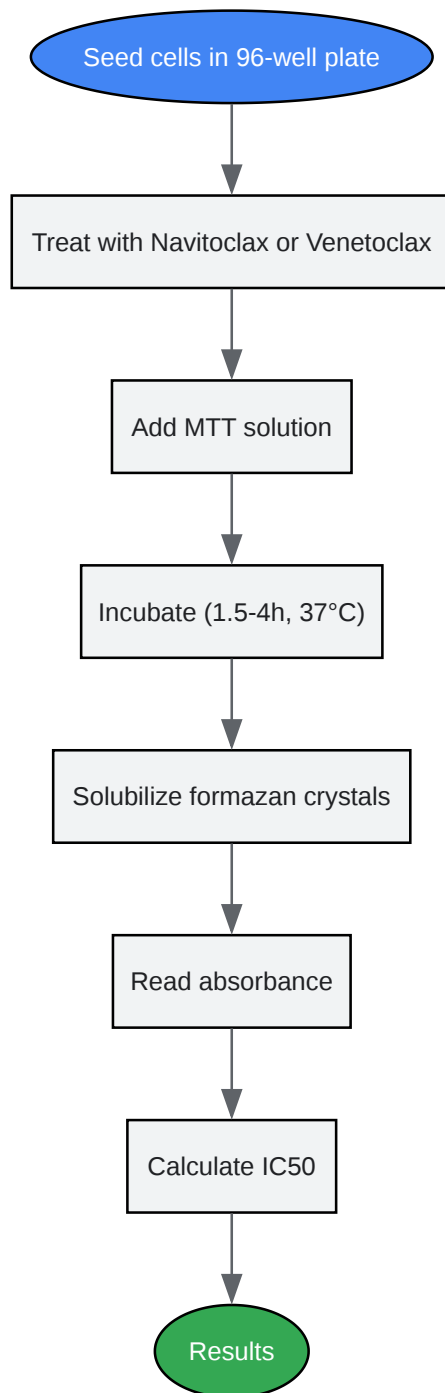 Seed cells in 96-well plate
Treat with Navitoclax or Venetoclax
Add MTT solution
Incubate (1.5-4h, 37°C)
Solubilize formazan crystals
Read absorbance
Calculate IC50
Results